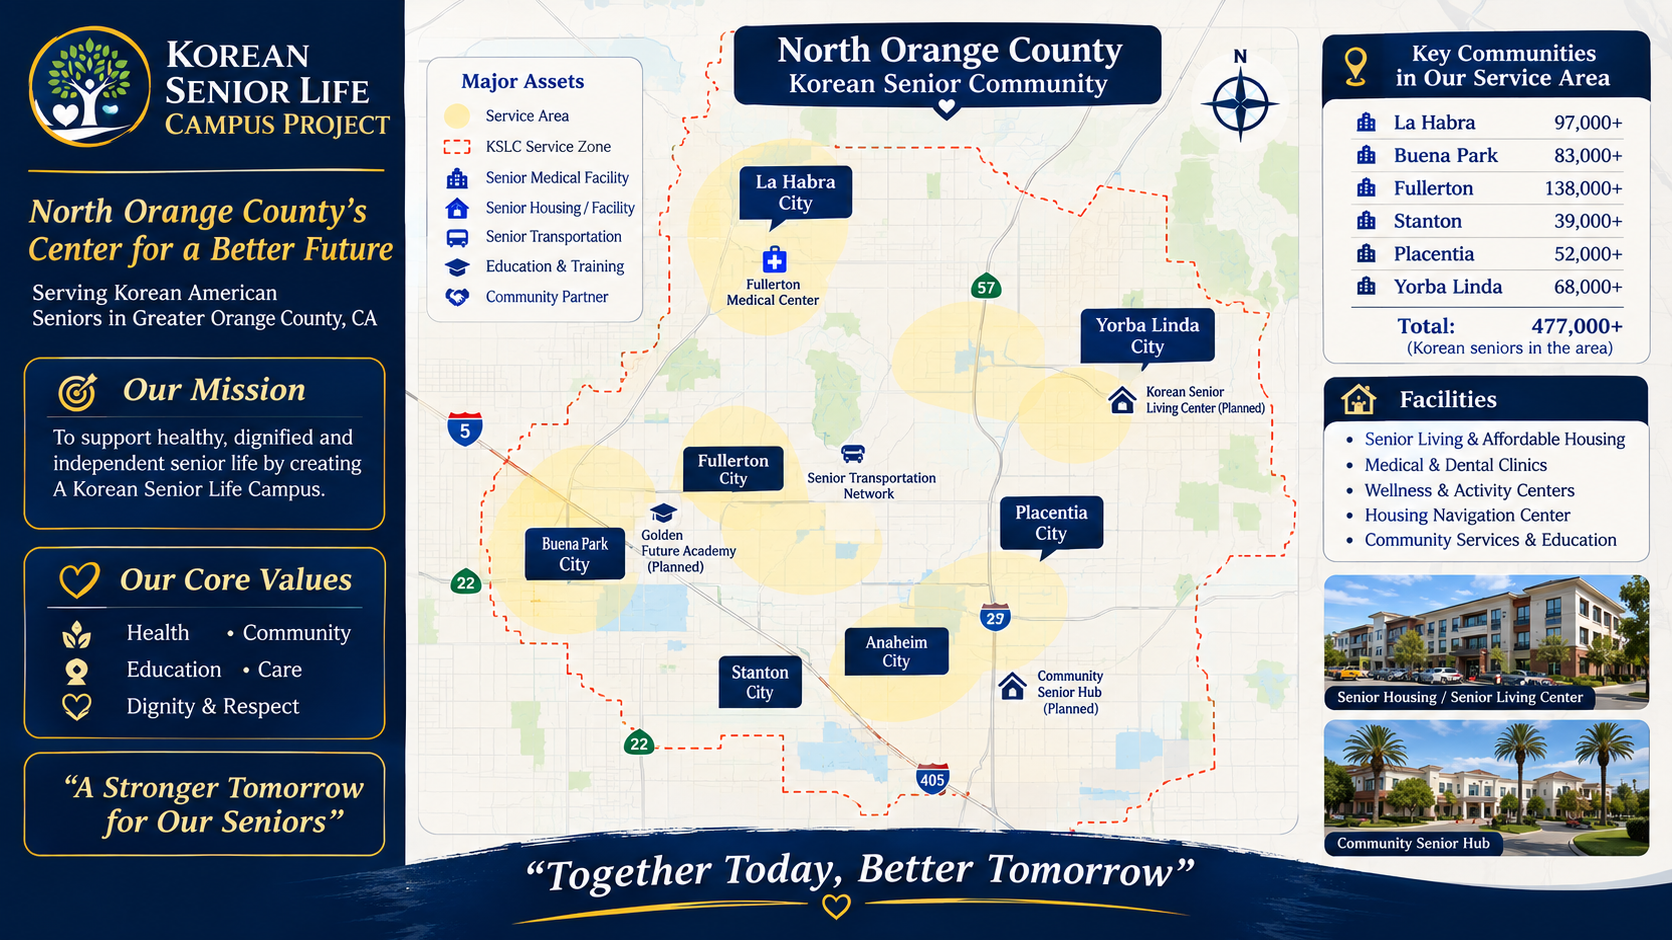 KOREAN
SENIOR LIFE
CAMPUS PROJECT
North Orange County's
Center for a Better Future
Serving Korean American
Seniors in Greater Orange County, CA
Our Mission
To support healthy, dignified and
independent senior life by creating
A Korean Senior Life Campus.
Our Core Values
Health • Community
Education • Care
Dignity & Respect
“A Stronger Tomorrow
for Our Seniors”
Major Assets
Service Area
KSLC Service Zone
Senior Medical Facility
Senior Housing / Facility
Senior Transportation
Education & Training
Community Partner
North Orange County
Korean Senior Community
N
La Habra
City
Fullerton
Medical Center
57
Yorba Linda
City
Korean Senior
Living Center (Planned)
5
Fullerton
City
Senior Transportation
Network
Golden
Future Academy
(Planned)
Buena Park
City
Placentia
City
22
29
Anaheim
City
Stanton
City
Community
Senior Hub
(Planned)
22
405
Key Communities
in Our Service Area
La Habra 97,000+
Buena Park 83,000+
Fullerton 138,000+
Stanton 39,000+
Placentia 52,000+
Yorba Linda 68,000+
Total: 477,000+
(Korean seniors in the area)
Facilities
• Senior Living & Affordable Housing
• Medical & Dental Clinics
• Wellness & Activity Centers
• Housing Navigation Center
• Community Services & Education
Senior Housing / Senior Living Center
Community Senior Hub
“Together Today, Better Tomorrow”